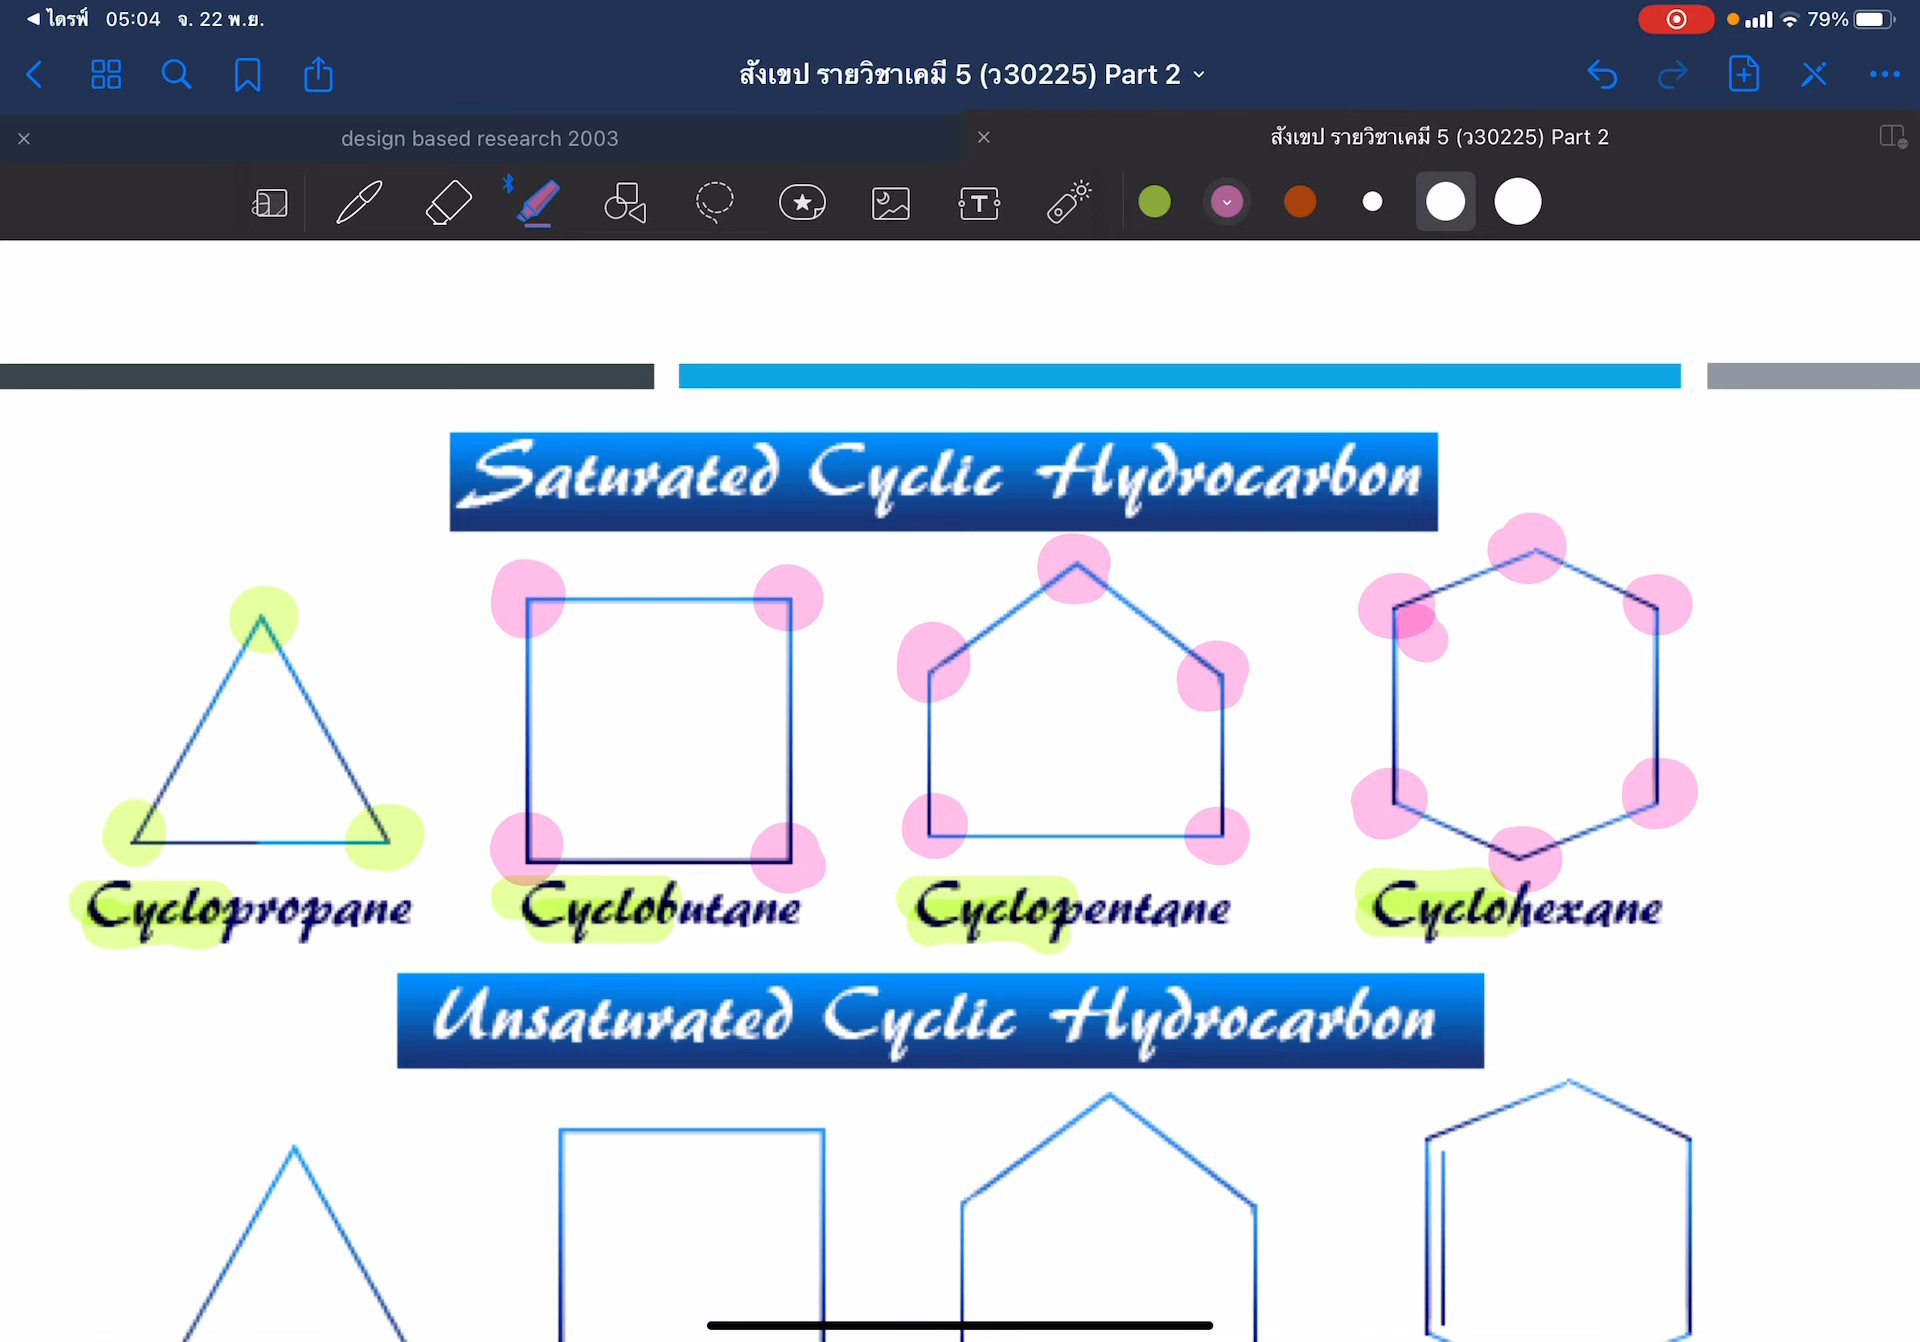 ◀ ไดรฟ์ 05:04 จ. 22 พ.ย. 79%
สังเขป รายวิชาเคมี 5 (ว30225) Part 2
design based research 2003
สังเขป รายวิชาเคมี 5 (ว30225) Part 2
T
Saturated Cyclic Hydrocarbon
Cyclopropane Cyclobutane Cyclopentane Cyclohexane
Unsaturated Cyclic Hydrocarbon